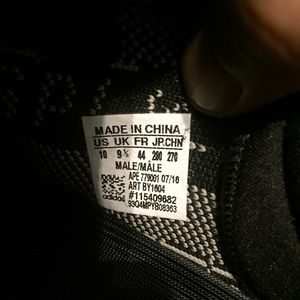 MADE IN CHINA
US UK FR JP CHN
10 9½ 44 280 270
MALE/MÂLE
APE 779001 07/16
ART BY1604
#115409682
adidas